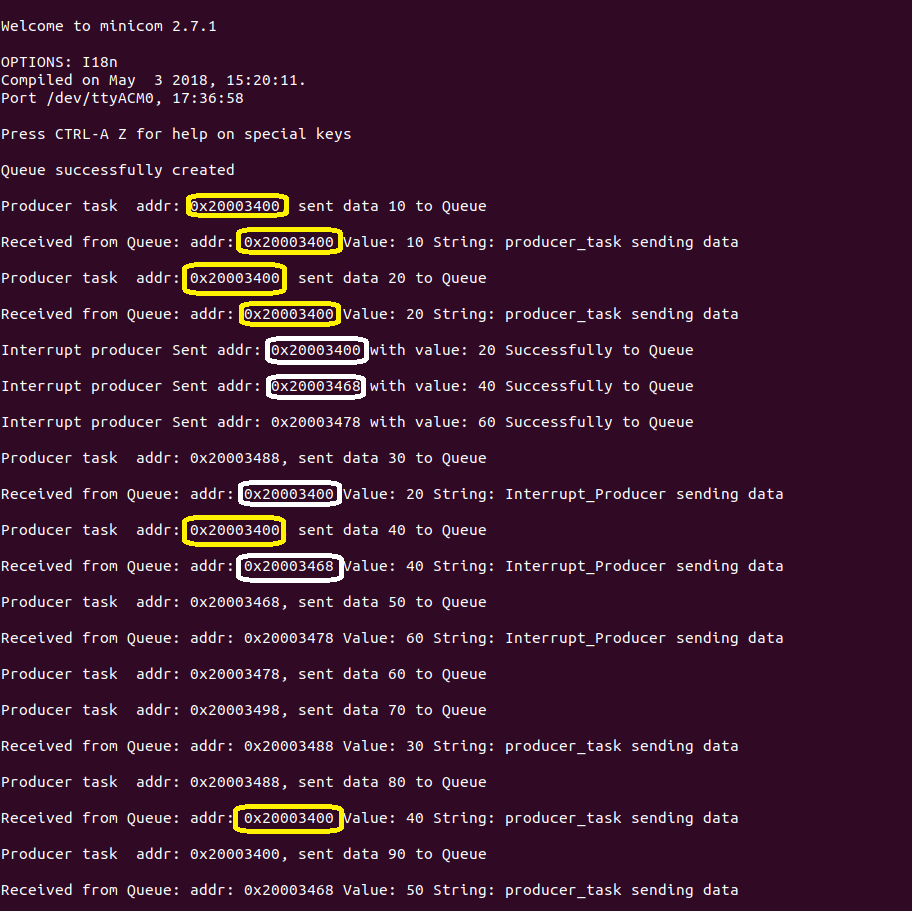 Welcome to minicom 2.7.1
OPTIONS: I18n
Compiled on May  3 2018, 15:20:11.
Port /dev/ttyACM0, 17:36:58
Press CTRL-A Z for help on special keys
Queue successfully created
Producer task  addr: 0x20003400  sent data 10 to Queue
Received from Queue: addr: 0x20003400 Value: 10 String: producer_task sending data
Producer task  addr: 0x20003400  sent data 20 to Queue
Received from Queue: addr: 0x20003400 Value: 20 String: producer_task sending data
Interrupt producer Sent addr: 0x20003400 with value: 20 Successfully to Queue
Interrupt producer Sent addr: 0x20003468 with value: 40 Successfully to Queue
Interrupt producer Sent addr: 0x20003478 with value: 60 Successfully to Queue
Producer task  addr: 0x20003488, sent data 30 to Queue
Received from Queue: addr: 0x20003400 Value: 20 String: Interrupt_Producer sending data
Producer task  addr: 0x20003400  sent data 40 to Queue
Received from Queue: addr: 0x20003468 Value: 40 String: Interrupt_Producer sending data
Producer task  addr: 0x20003468, sent data 50 to Queue
Received from Queue: addr: 0x20003478 Value: 60 String: Interrupt_Producer sending data
Producer task  addr: 0x20003478, sent data 60 to Queue
Producer task  addr: 0x20003498, sent data 70 to Queue
Received from Queue: addr: 0x20003488 Value: 30 String: producer_task sending data
Producer task  addr: 0x20003488, sent data 80 to Queue
Received from Queue: addr: 0x20003400 Value: 40 String: producer_task sending data
Producer task  addr: 0x20003400, sent data 90 to Queue
Received from Queue: addr: 0x20003468 Value: 50 String: producer_task sending data